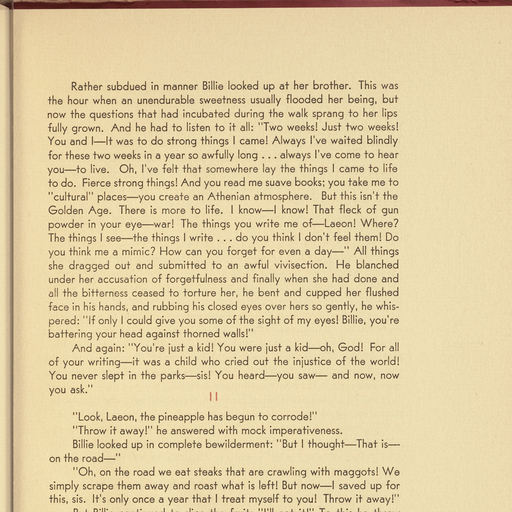 Rather subdued in manner Billie looked up at her brother. This was
the hour when an unendurable sweetness usually flooded her being, but
now the questions that had incubated during the walk sprang to her lips
fully grown. And he had to listen to it all: "Two weeks! Just two weeks!
You and I—It was to do strong things I came! Always I've waited blindly
for these two weeks in a year so awfully long . . . always I've come to hear
you—to live. Oh, I've felt that somewhere lay the things I came to life
to do. Fierce strong things! And you read me suave books; you take me to
"cultural" places—you create an Athenian atmosphere. But this isn't the
Golden Age. There is more to life. I know—I know! That fleck of gun
powder in your eye—war! The things you write me of—Laeon! Where?
The things I see—the things I write . . . do you think I don't feel them! Do
you think me a mimic? How can you forget for even a day—" All things
she dragged out and submitted to an awful vivisection. He blanched
under her accusation of forgetfulness and finally when she had done and
all the bitterness ceased to torture her, he bent and cupped her flushed
face in his hands, and rubbing his closed eyes over hers so gently, he whis-
pered: "If only I could give you some of the sight of my eyes! Billie, you're
battering your head against thorned walls!"
And again: "You're just a kid! You were just a kid—oh, God! For all
of your writing—it was a child who cried out the injustice of the world!
You never slept in the parks—sis! You heard—you saw— and now, now
you ask."
II
"Look, Laeon, the pineapple has begun to corrode!"
"Throw it away!" he answered with mock imperativeness.
Billie looked up in complete bewilderment: "But I thought—That is—
on the road—"
"Oh, on the road we eat steaks that are crawling with maggots! We
simply scrape them away and roast what is left! But now—I saved up for
this, sis. It's only once a year that I treat myself to you! Throw it away!"